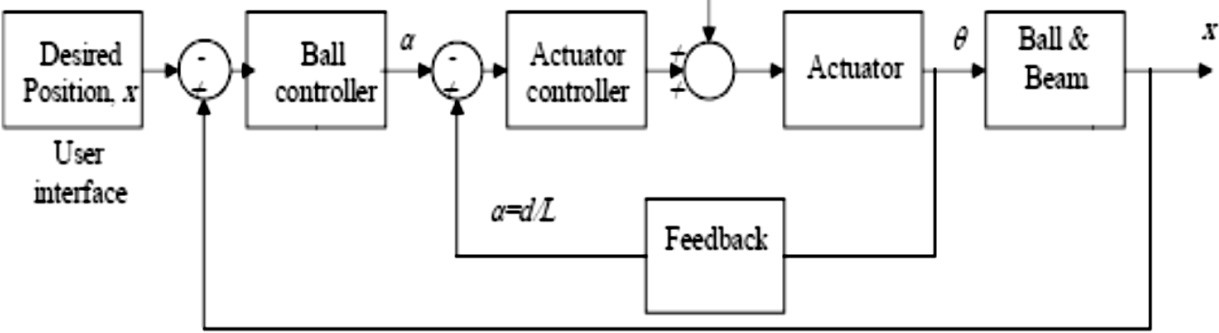 Desired
Position, x
User
interface
-
+
Ball
controller
α
-
+
Actuator
controller
+
+
Actuator
θ
Ball &
Beam
x
α=d/L
Feedback